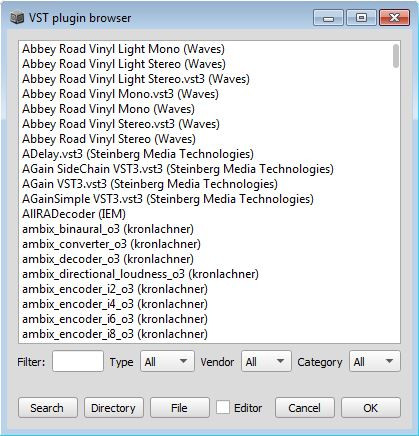 VST plugin browser
Abbey Road Vinyl Light Mono (Waves)
Abbey Road Vinyl Light Stereo (Waves)
Abbey Road Vinyl Light Stereo.vst3 (Waves)
Abbey Road Vinyl Mono.vst3 (Waves)
Abbey Road Vinyl Mono (Waves)
Abbey Road Vinyl Stereo.vst3 (Waves)
Abbey Road Vinyl Stereo (Waves)
ADelay.vst3 (Steinberg Media Technologies)
AGain SideChain VST3.vst3 (Steinberg Media Technologies)
AGain VST3.vst3 (Steinberg Media Technologies)
AGainSimple VST3.vst3 (Steinberg Media Technologies)
AllRADecoder (IEM)
ambix_binaural_o3 (kronlachner)
ambix_converter_o3 (kronlachner)
ambix_decoder_o3 (kronlachner)
ambix_directional_loudness_o3 (kronlachner)
ambix_encoder_i2_o3 (kronlachner)
ambix_encoder_i4_o3 (kronlachner)
ambix_encoder_i6_o3 (kronlachner)
ambix_encoder_i8_o3 (kronlachner)
Filter: Type All Vendor All Category All
Search Directory File Editor Cancel OK